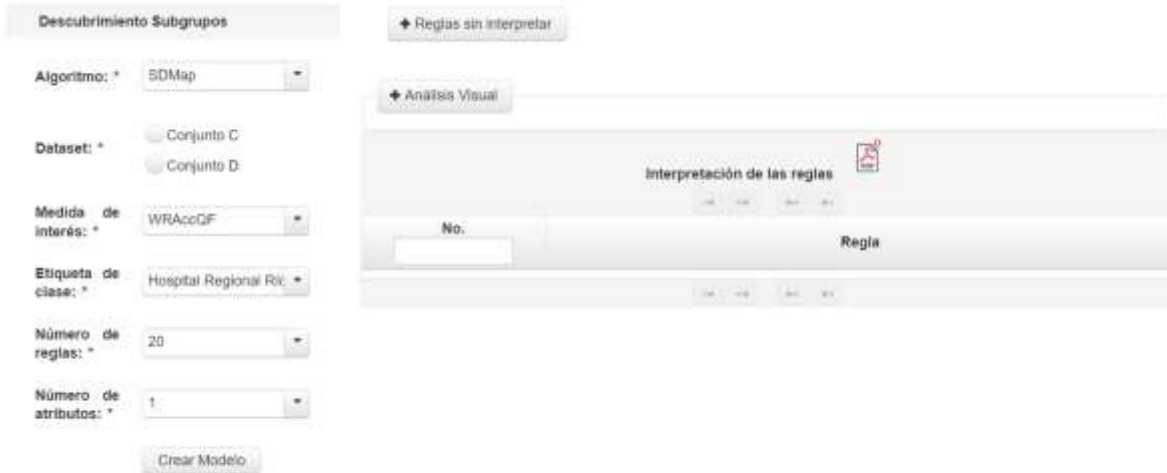 Descubrimiento Subgrupos
Algoritmo: * SDMap
Dataset: * Conjunto C
Conjunto D
Medida de interés: * WRAccQF
Etiqueta de clase: * Hospital Regional Río
Número de reglas: * 20
Número de atributos: * 1
Crear Modelo
+ Reglas sin interpretar
+ Análisis Visual
Interpretación de las reglas
No. Regla